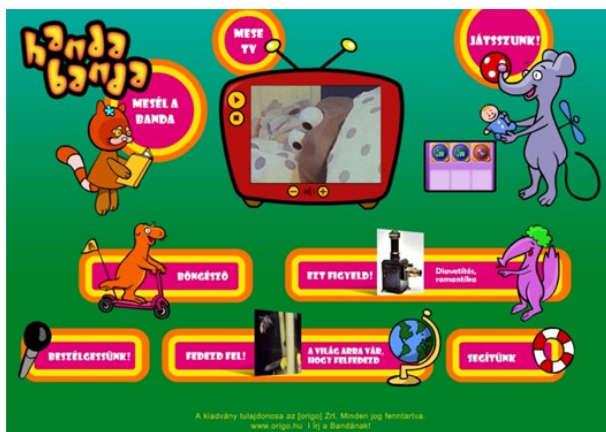 handa
banda
MESÉL A
BANDA
MESE
TV
JÁTSSZUNK!
BÖNGÉSZŐ
EZT FIGYELD!
Diavetítés,
romantika
BESZÉLGESSÜNK!
FEDEZD FEL!
A VILÁG ARRA VÁR,
HOGY FELFEDEZD
SEGÍTÜNK
A kiadvány tulajdonosa az [origo] Zrt. Minden jog fenntartva.
www.origo.hu I Írj a Bandának!